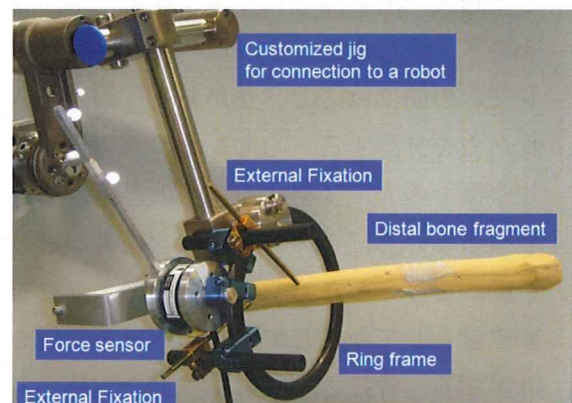 Customized jig
for connection to a robot
External Fixation
Distal bone fragment
Force sensor
Ring frame
External Fixation